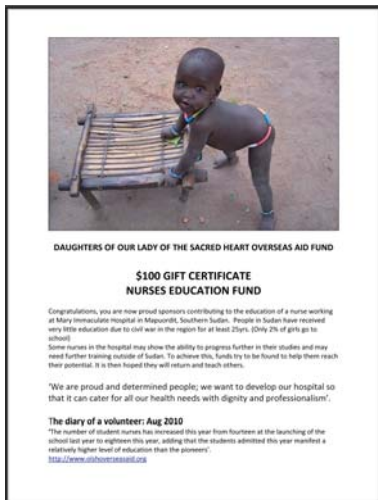 DAUGHTERS OF OUR LADY OF THE SACRED HEART OVERSEAS AID FUND
$100 GIFT CERTIFICATE
NURSES EDUCATION FUND
Congratulations, you are now proud sponsors contributing to the education of a nurse working
at Mary Immaculate Hospital in Mapuordit, Southern Sudan. People in Sudan have received
very little education due to civil war in the region for at least 25yrs. (Only 2% of girls go to
school)
Some nurses in the hospital may show the ability to progress further in their studies and may
need further training outside of Sudan. To achieve this, funds try to be found to help them reach
their potential. It is then hoped they will return and teach others.
'We are proud and determined people; we want to develop our hospital so
that it can cater for all our health needs with dignity and professionalism'.
The diary of a volunteer: Aug 2010
'The number of student nurses has increased this year from fourteen at the launching of the
school last year to eighteen this year, adding that the students admitted this year manifest a
relatively higher level of education than the pioneers'.
http://www.olshoverseasaid.org